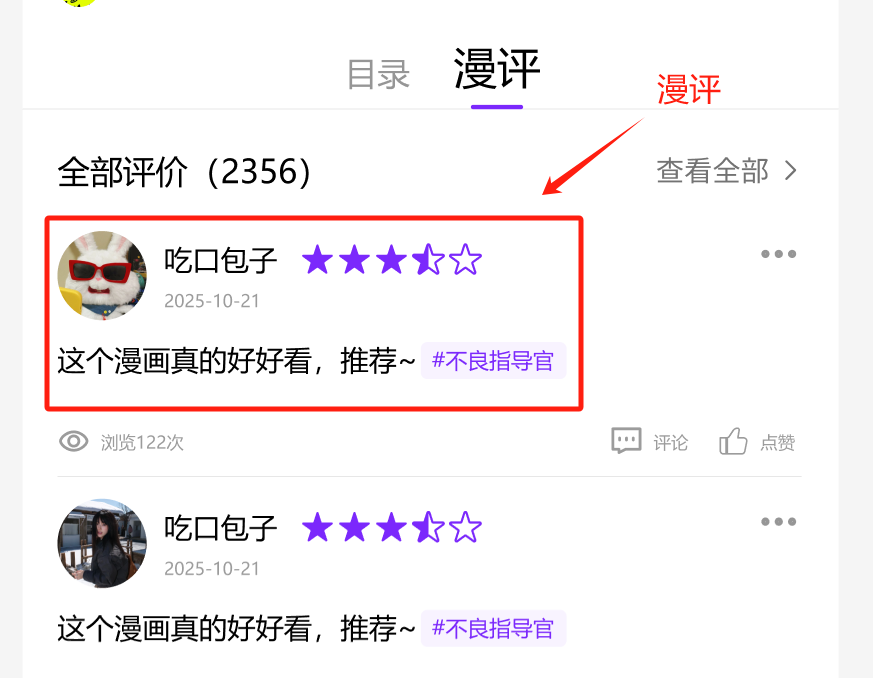 目录
漫评
漫评
全部评价（2356）
查看全部
吃口包子
2025-10-21
这个漫画真的好好看，推荐~ #不良指导官
浏览122次
评论
点赞
吃口包子
2025-10-21
这个漫画真的好好看，推荐~ #不良指导官